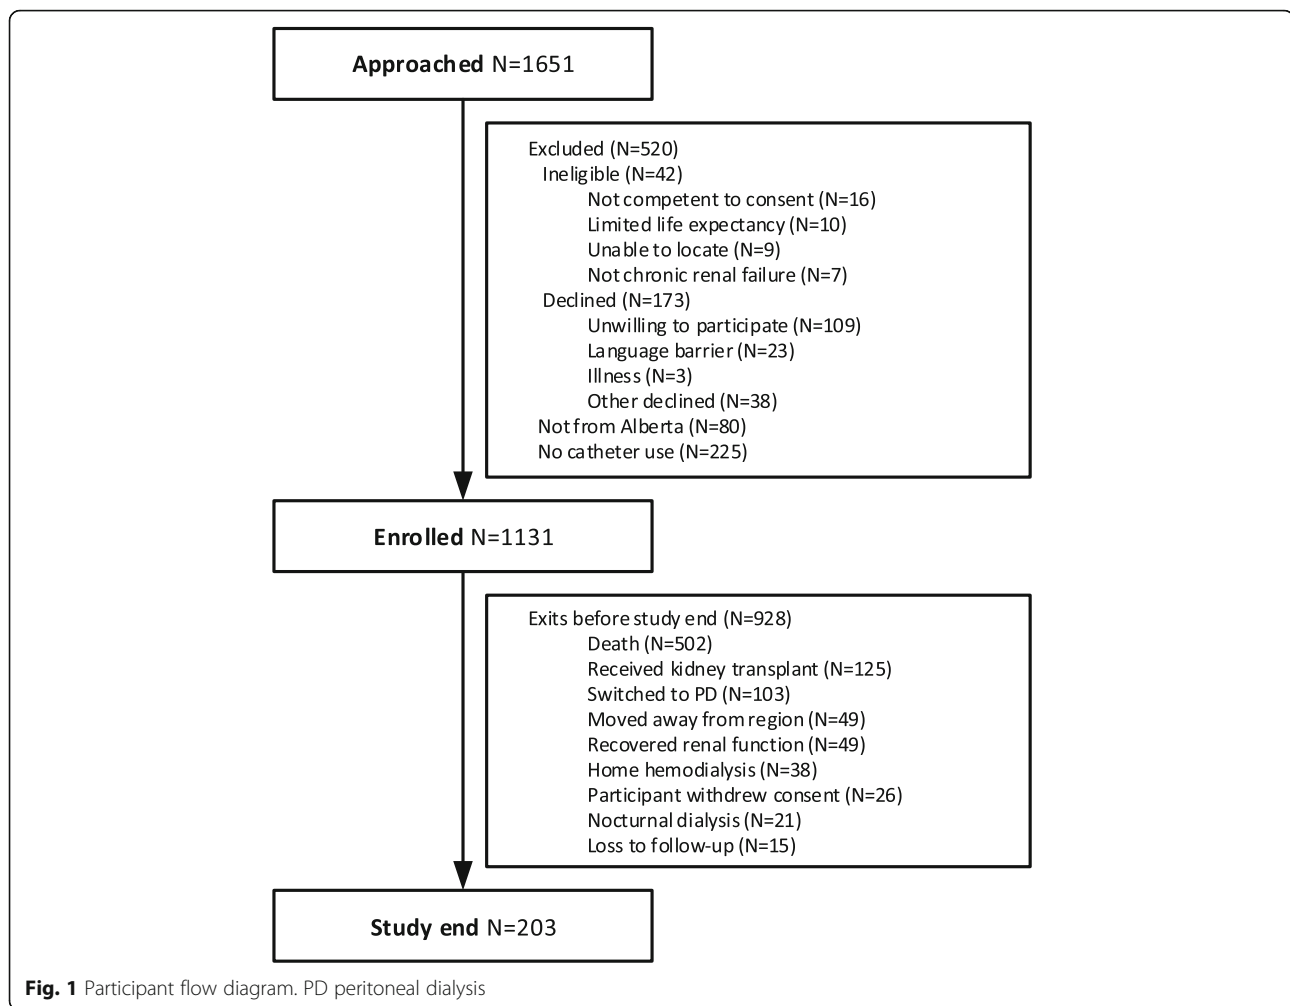 Approached N=1651
Excluded (N=520)
Ineligible (N=42)
Not competent to consent (N=16)
Limited life expectancy (N=10)
Unable to locate (N=9)
Not chronic renal failure (N=7)
Declined (N=173)
Unwilling to participate (N=109)
Language barrier (N=23)
Illness (N=3)
Other declined (N=38)
Not from Alberta (N=80)
No catheter use (N=225)
Enrolled N=1131
Exits before study end (N=928)
Death (N=502)
Received kidney transplant (N=125)
Switched to PD (N=103)
Moved away from region (N=49)
Recovered renal function (N=49)
Home hemodialysis (N=38)
Participant withdrew consent (N=26)
Nocturnal dialysis (N=21)
Loss to follow-up (N=15)
Study end N=203
Fig. 1 Participant flow diagram. PD peritoneal dialysis